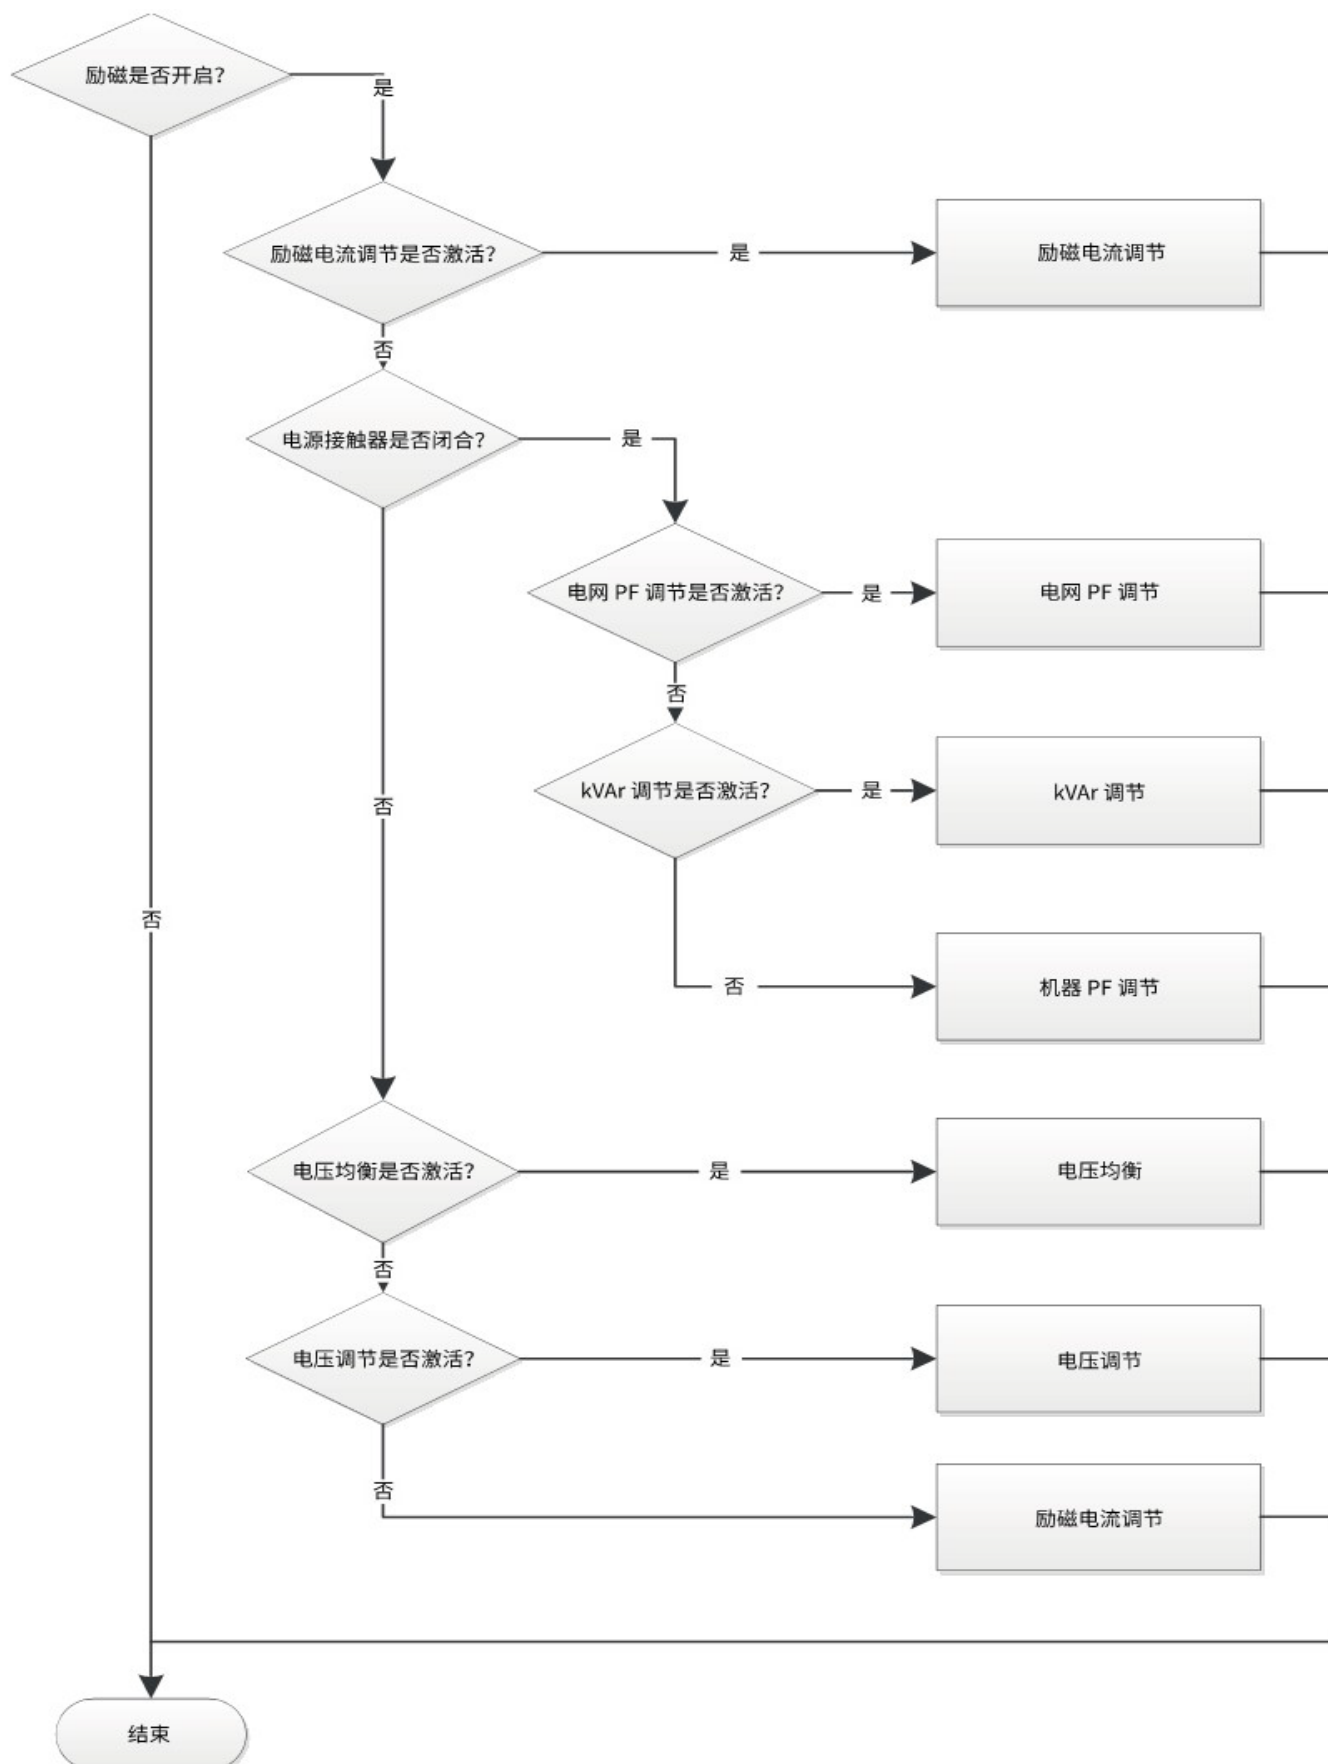 励磁是否开启?
是
励磁电流调节是否激活?
是
励磁电流调节
否
电源接触器是否闭合?
是
电网 PF 调节是否激活?
是
电网 PF 调节
否
kVAr 调节是否激活?
是
kVAr 调节
否
否
否
机器 PF 调节
电压均衡是否激活?
是
电压均衡
否
电压调节是否激活?
是
电压调节
否
励磁电流调节
结束